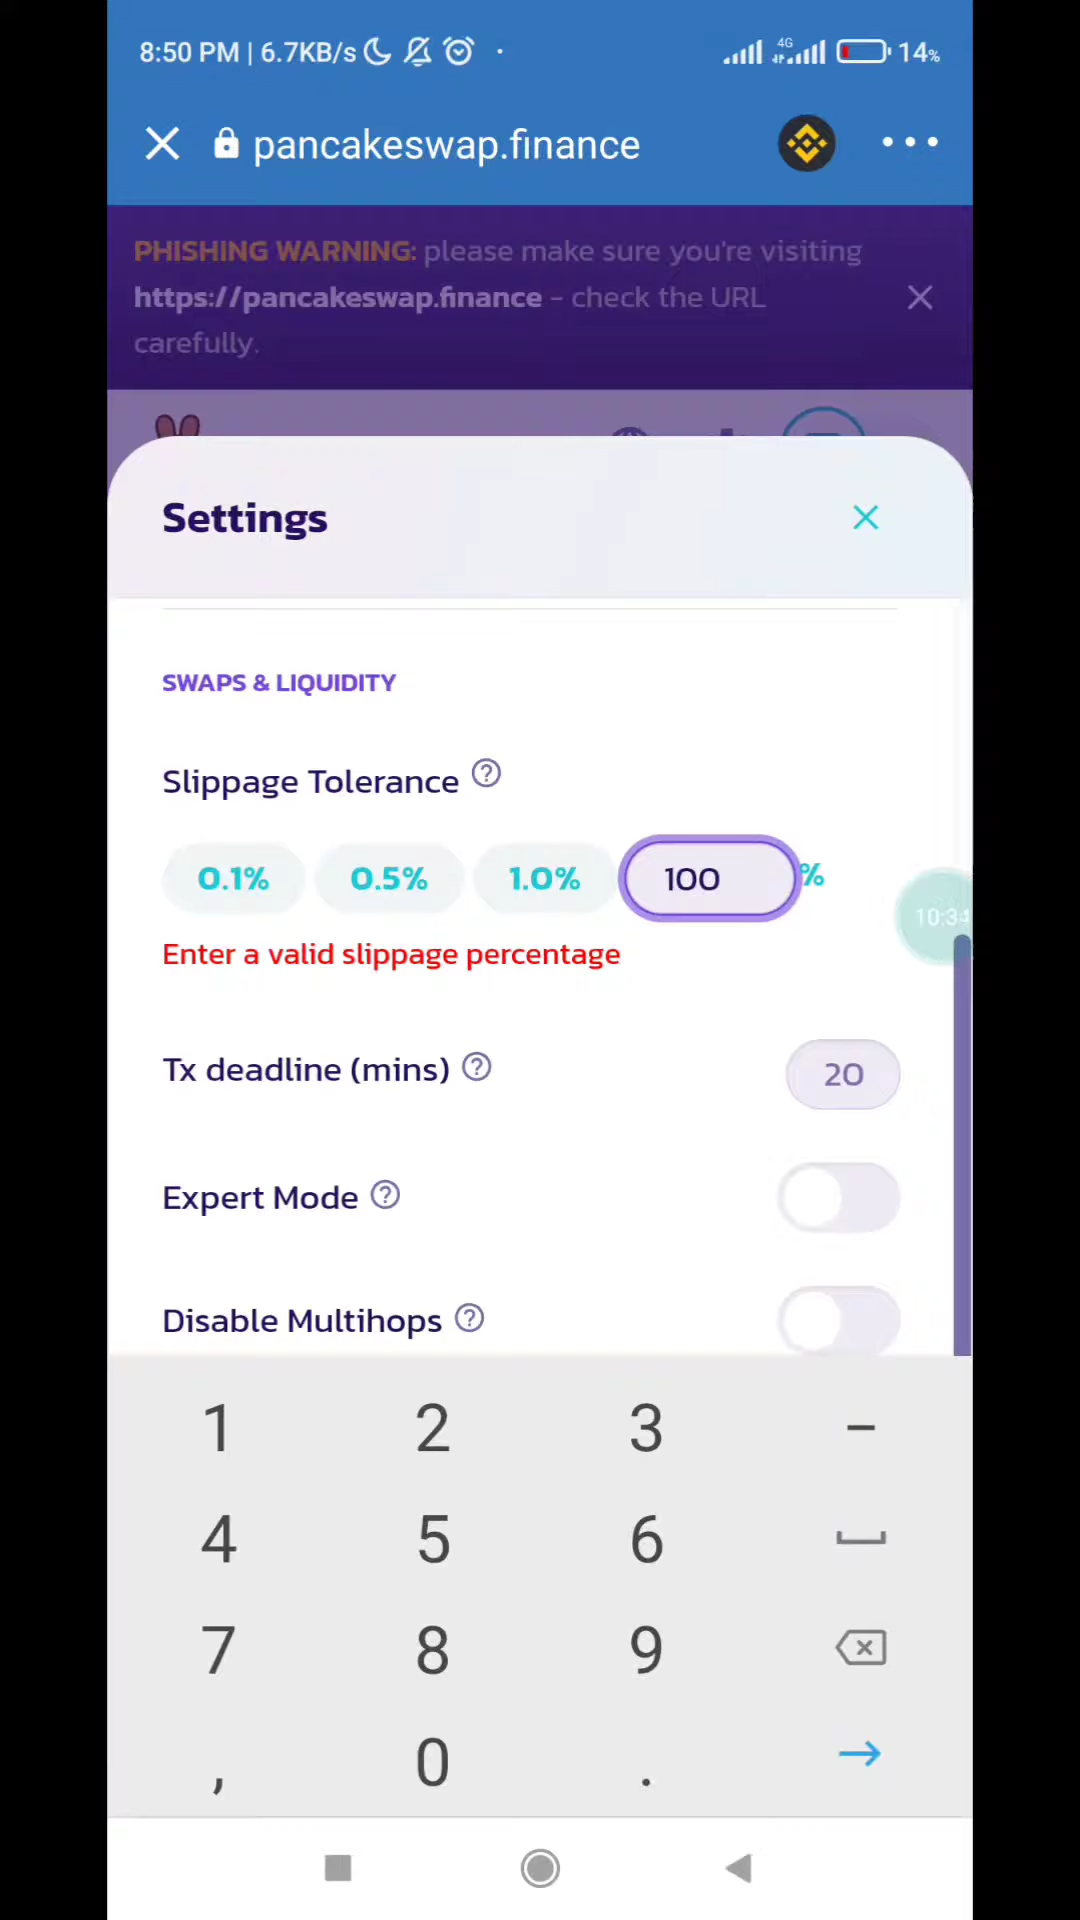 8:50 PM | 6.7KB/s 4G 14%
pancakeswap.finance
PHISHING WARNING: please make sure you're visiting
https://pancakeswap.finance - check the URL
carefully.
Settings
SWAPS & LIQUIDITY
Slippage Tolerance ?
0.1% 0.5% 1.0% 100 %
10:34
Enter a valid slippage percentage
Tx deadline (mins) ? 20
Expert Mode ?
Disable Multihops ?
1 2 3 –
4 5 6
7 8 9
, 0 .